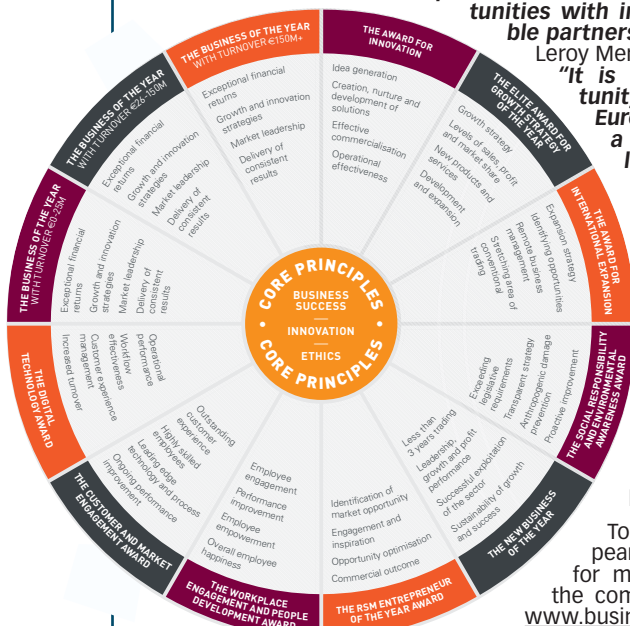 tunities with in
ble partners
Leroy Mer
“It is
tunity
Euro
a
THE BUSINESS OF THE YEAR
WITH TURNOVER €150M+
Exceptional financial
returns
Growth and innovation
strategies
Market leadership
Delivery of
consistent
results
THE AWARD FOR
INNOVATION
Idea generation
Creation, nurture and
development of
solutions
Effective
commercialisation
Operational
effectiveness
THE ELITE AWARD FOR
GROWTH STRATEGY
OF THE YEAR
Growth strategy
Levels of sales, profit
and market share
New products and
services
Development
and expansion
THE AWARD FOR
INTERNATIONAL EXPANSION
Expansion strategy
Identifying opportunities
Remote business
management
Stretching area of
conventional
trading
THE SOCIAL RESPONSIBILITY
AND ENVIRONMENTAL
AWARENESS AWARD
Exceeding
legislative
requirements
Transparent strategy
Anthropogenic damage
prevention
Proactive improvement
THE NEW BUSINESS
OF THE YEAR
Less than
3 years trading
Leadership,
growth and profit
performance
Successful exploitation
of the sector
Sustainability of growth
and success
THE RSM ENTREPRENEUR
OF THE YEAR AWARD
Identification of
market opportunity
Engagement and
inspiration
Opportunity optimisation
Commercial outcome
THE WORKPLACE
ENGAGEMENT AND PEOPLE
DEVELOPMENT AWARD
Employee
engagement
Performance
improvement
Employee
empowerment
Overall employee
happiness
THE CUSTOMER AND MARKET
ENGAGEMENT AWARD
Outstanding
customer
experience
Highly skilled
employees
Leading edge
technology and process
Ongoing performance
improvement
THE DIGITAL
TECHNOLOGY AWARD
Operational
performance
Workflow
effectiveness
Customer experience
management
Increased turnover
THE BUSINESS OF THE YEAR
WITH TURNOVER €0-25M
Exceptional financial
returns
Growth and innovation
strategies
Market leadership
Delivery of
consistent
results
THE BUSINESS OF THE YEAR
WITH TURNOVER €26-150M
Exceptional financial
returns
Growth and innovation
strategies
Market leadership
Delivery of
consistent
results
CORE PRINCIPLES
BUSINESS
SUCCESS
INNOVATION
ETHICS
CORE PRINCIPLES
To
pear
for m
the com
www.busin